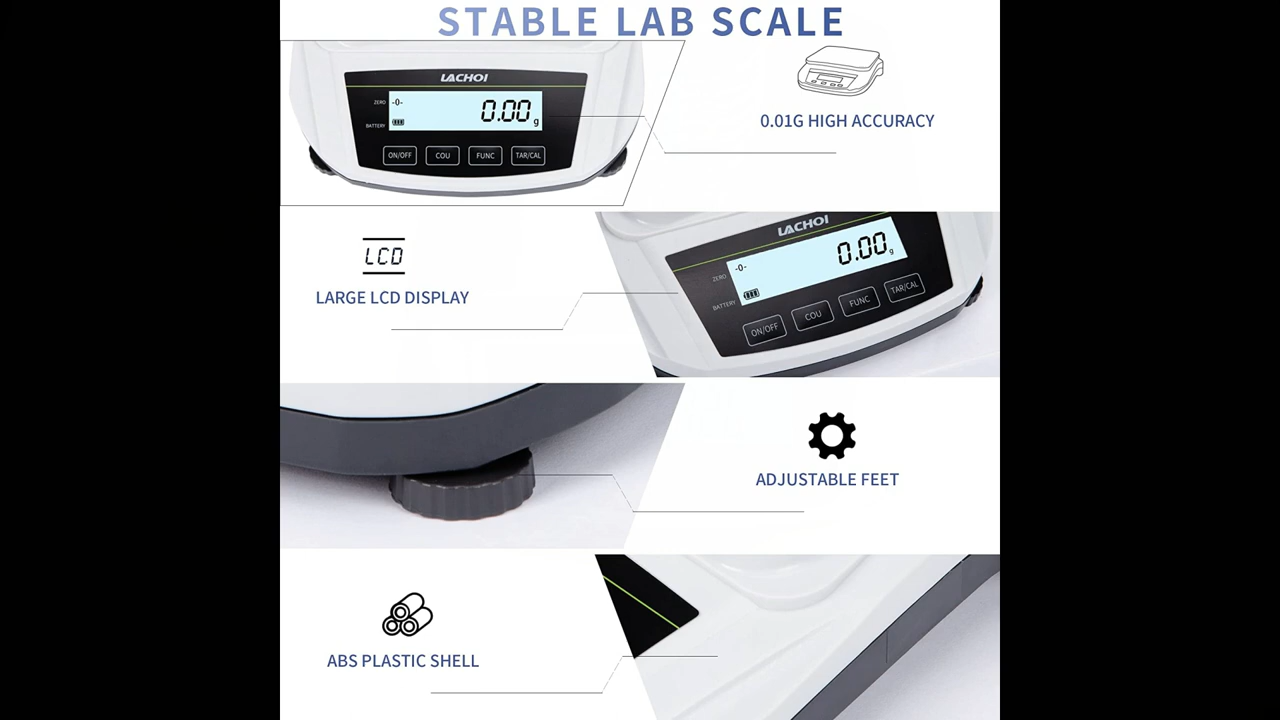 STABLE LAB SCALE
LACHOI
ZERO -0- 0.00 g
BATTERY
ON/OFF COU FUNC TAR/CAL
0.01G HIGH ACCURACY
LCD
LARGE LCD DISPLAY
LACHOI
ZERO -0- 0.00 g
BATTERY
ON/OFF COU FUNC TAR/CAL
ADJUSTABLE FEET
ABS PLASTIC SHELL